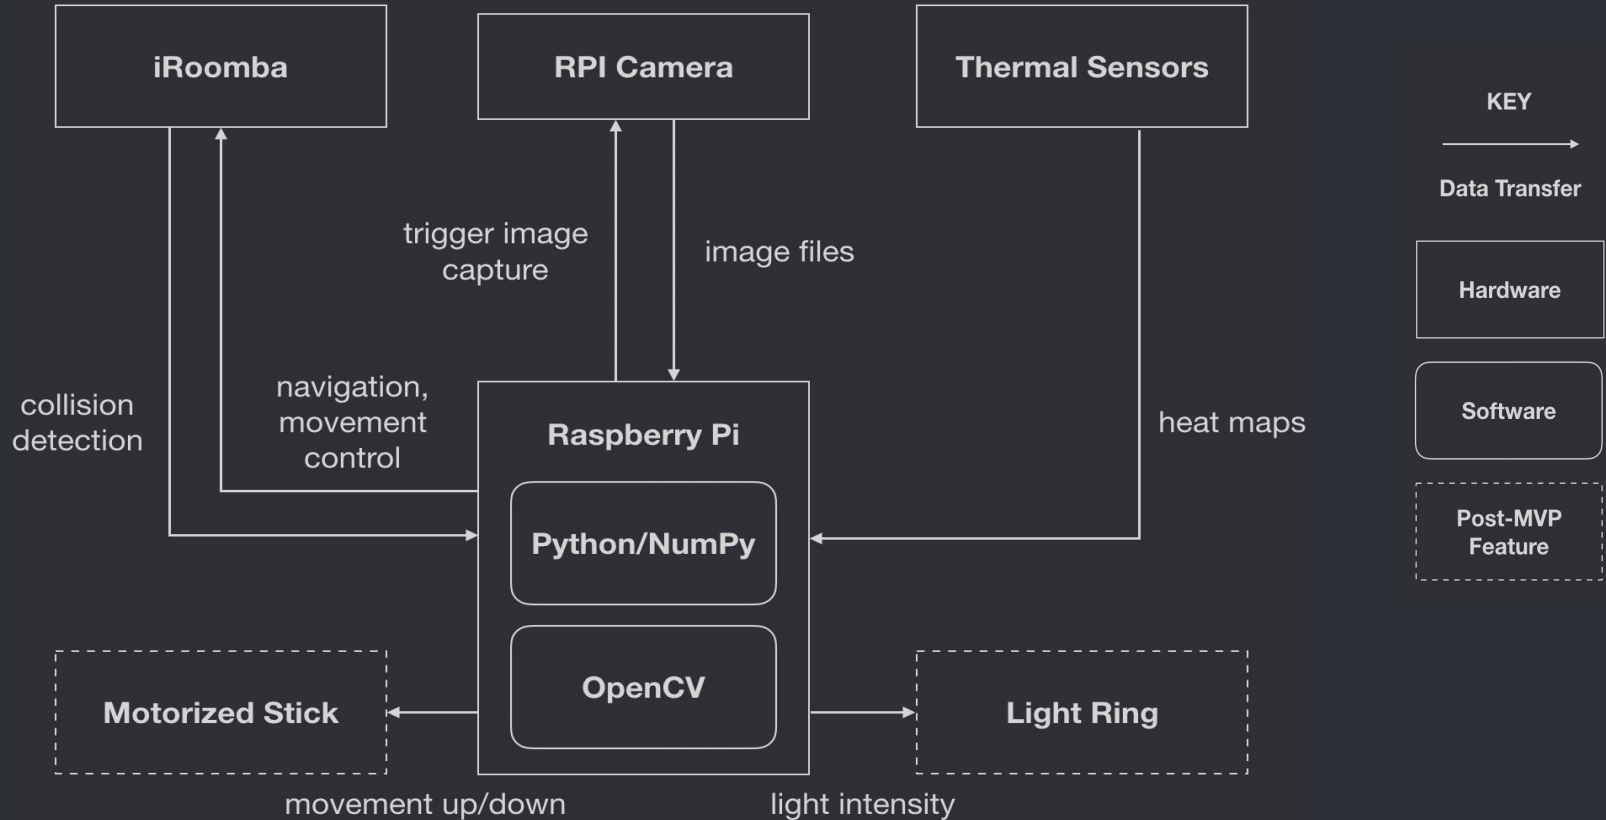 iRoomba
RPI Camera
Thermal Sensors
KEY
Data Transfer
trigger image
capture
image files
Hardware
collision
detection
navigation,
movement
control
Raspberry Pi
heat maps
Software
Python/NumPy
Post-MVP
Feature
OpenCV
Motorized Stick
Light Ring
movement up/down
light intensity